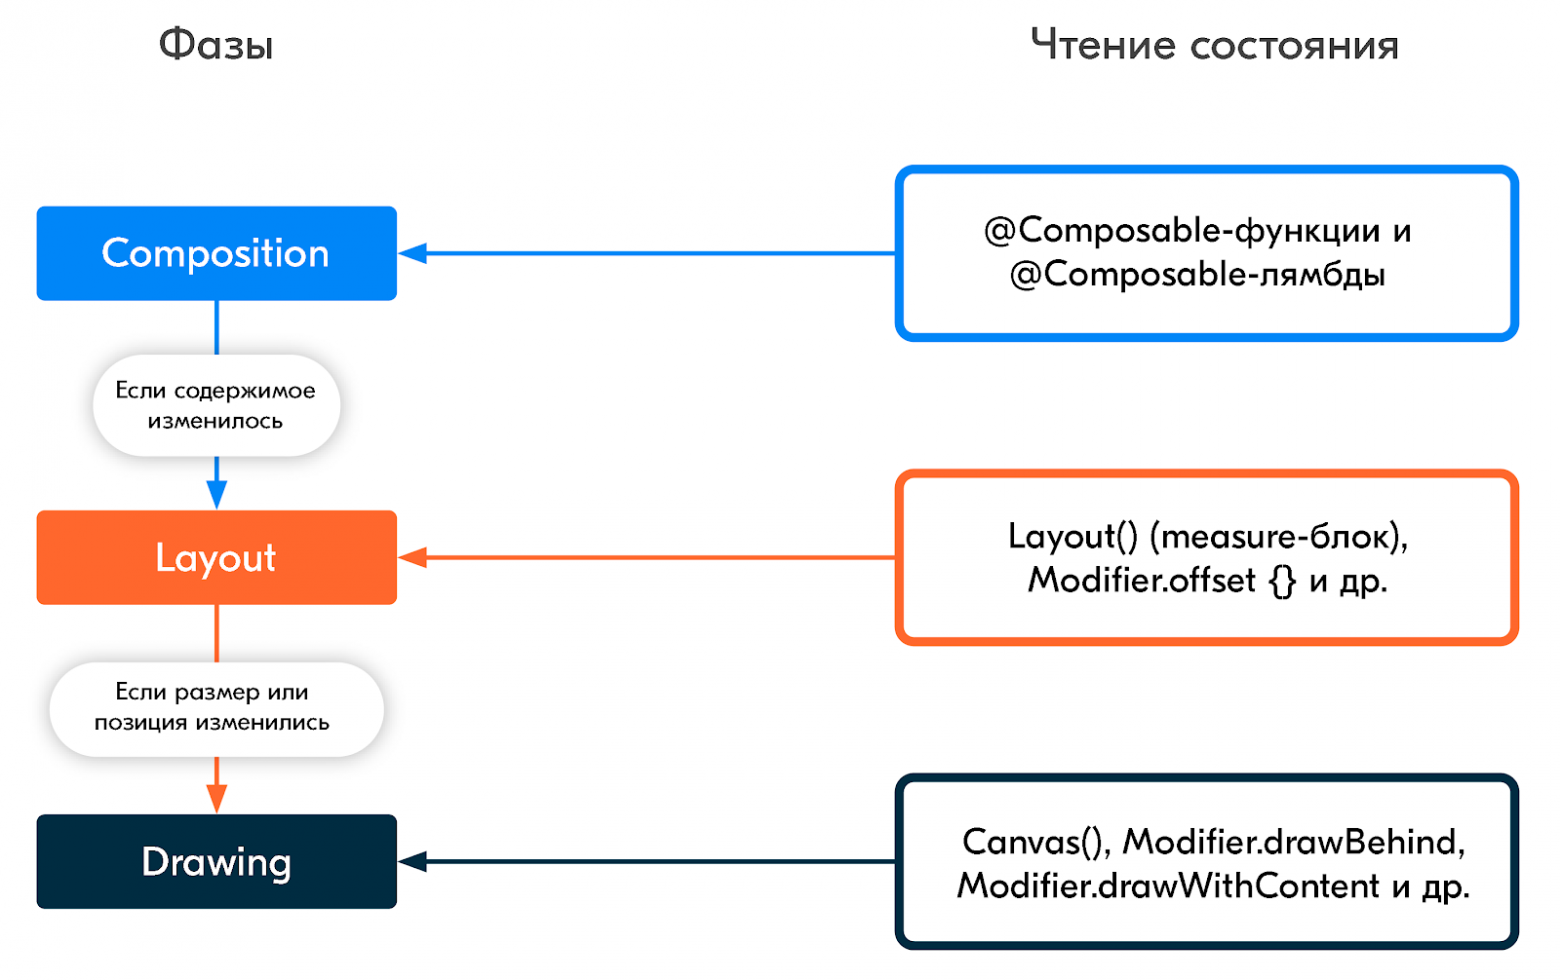 Фазы
Чтение состояния
Composition
@Composable-функции и
@Composable-лямбды
Если содержимое
изменилось
Layout
Layout() (measure-блок),
Modifier.offset {} и др.
Если размер или
позиция изменились
Drawing
Canvas(), Modifier.drawBehind,
Modifier.drawWithContent и др.